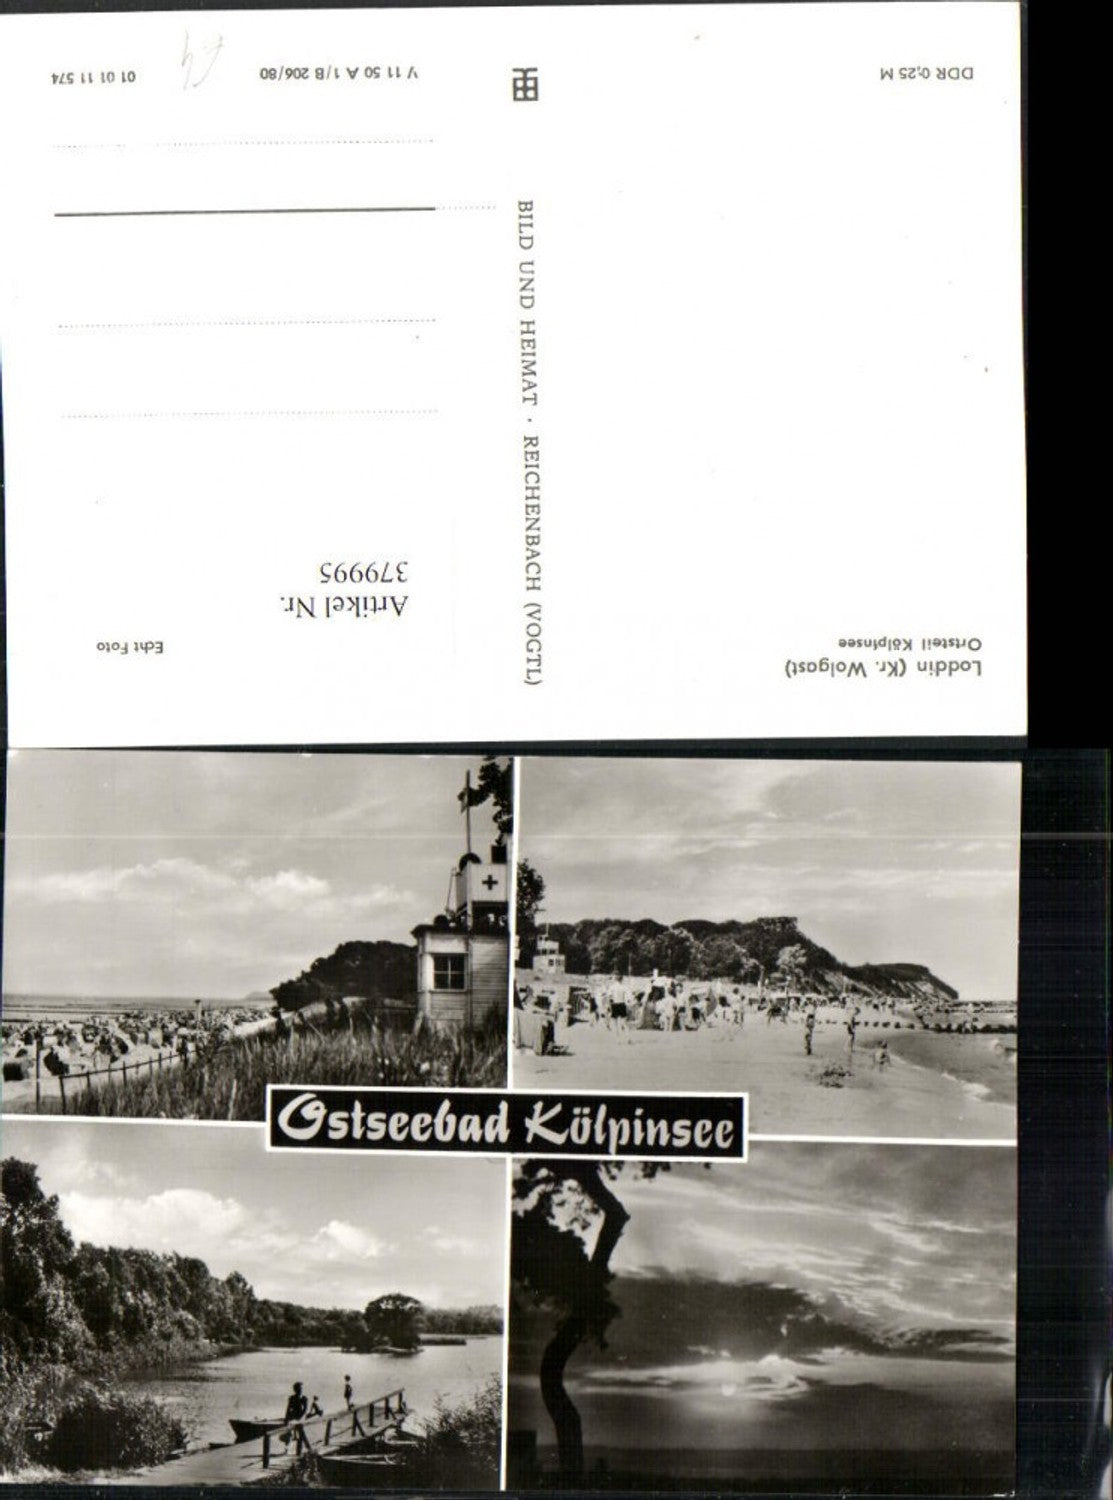 Loddin (Kr. Wolgast)
Ortsteil Kölpinsee
Echt Foto
Artikel Nr.
379995
BILD UND HEIMAT · REICHENBACH (VOGTL)
DDR 0,25 M
V 11 50 A 1/B 206/80
01 01 11 574
Ostseebad Kölpinsee